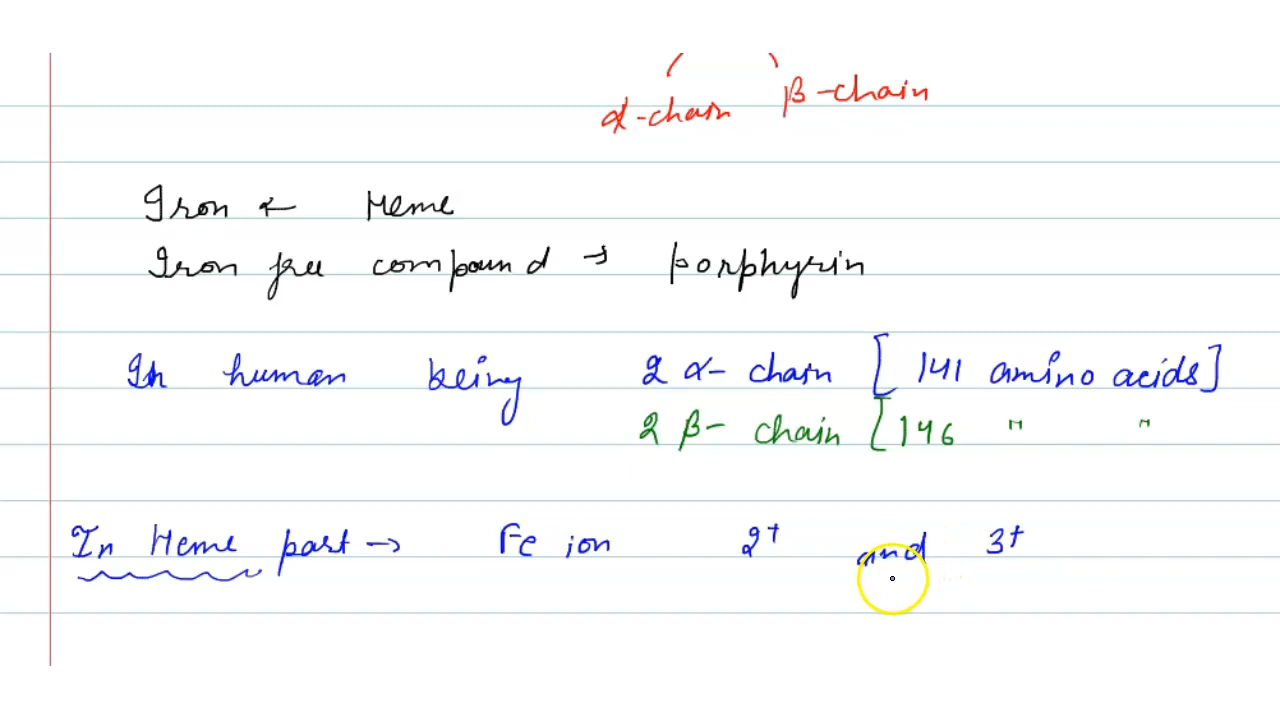 α-chain β-chain
Iron ← Heme
Iron free compound → porphyrin
In human being 2 α- chain [ 141 amino acids]
2 β- chain [146 " "
In Heme part → Fe ion 2+ and 3+